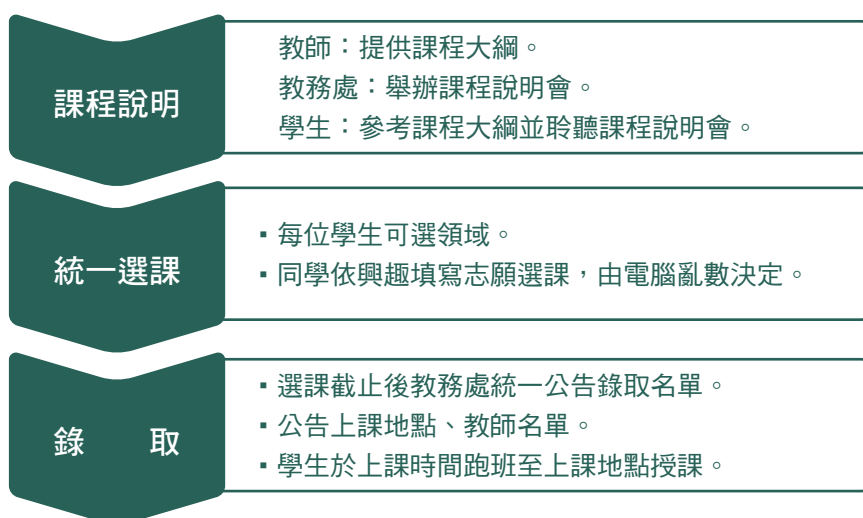 課程說明
教師：提供課程大綱。
教務處：舉辦課程說明會。
學生：參考課程大綱並聆聽課程說明會。
統一選課
▪每位學生可選領域。
▪同學依興趣填寫志願選課，由電腦亂數決定。
錄　取
▪選課截止後教務處統一公告錄取名單。
▪公告上課地點、教師名單。
▪學生於上課時間跑班至上課地點授課。